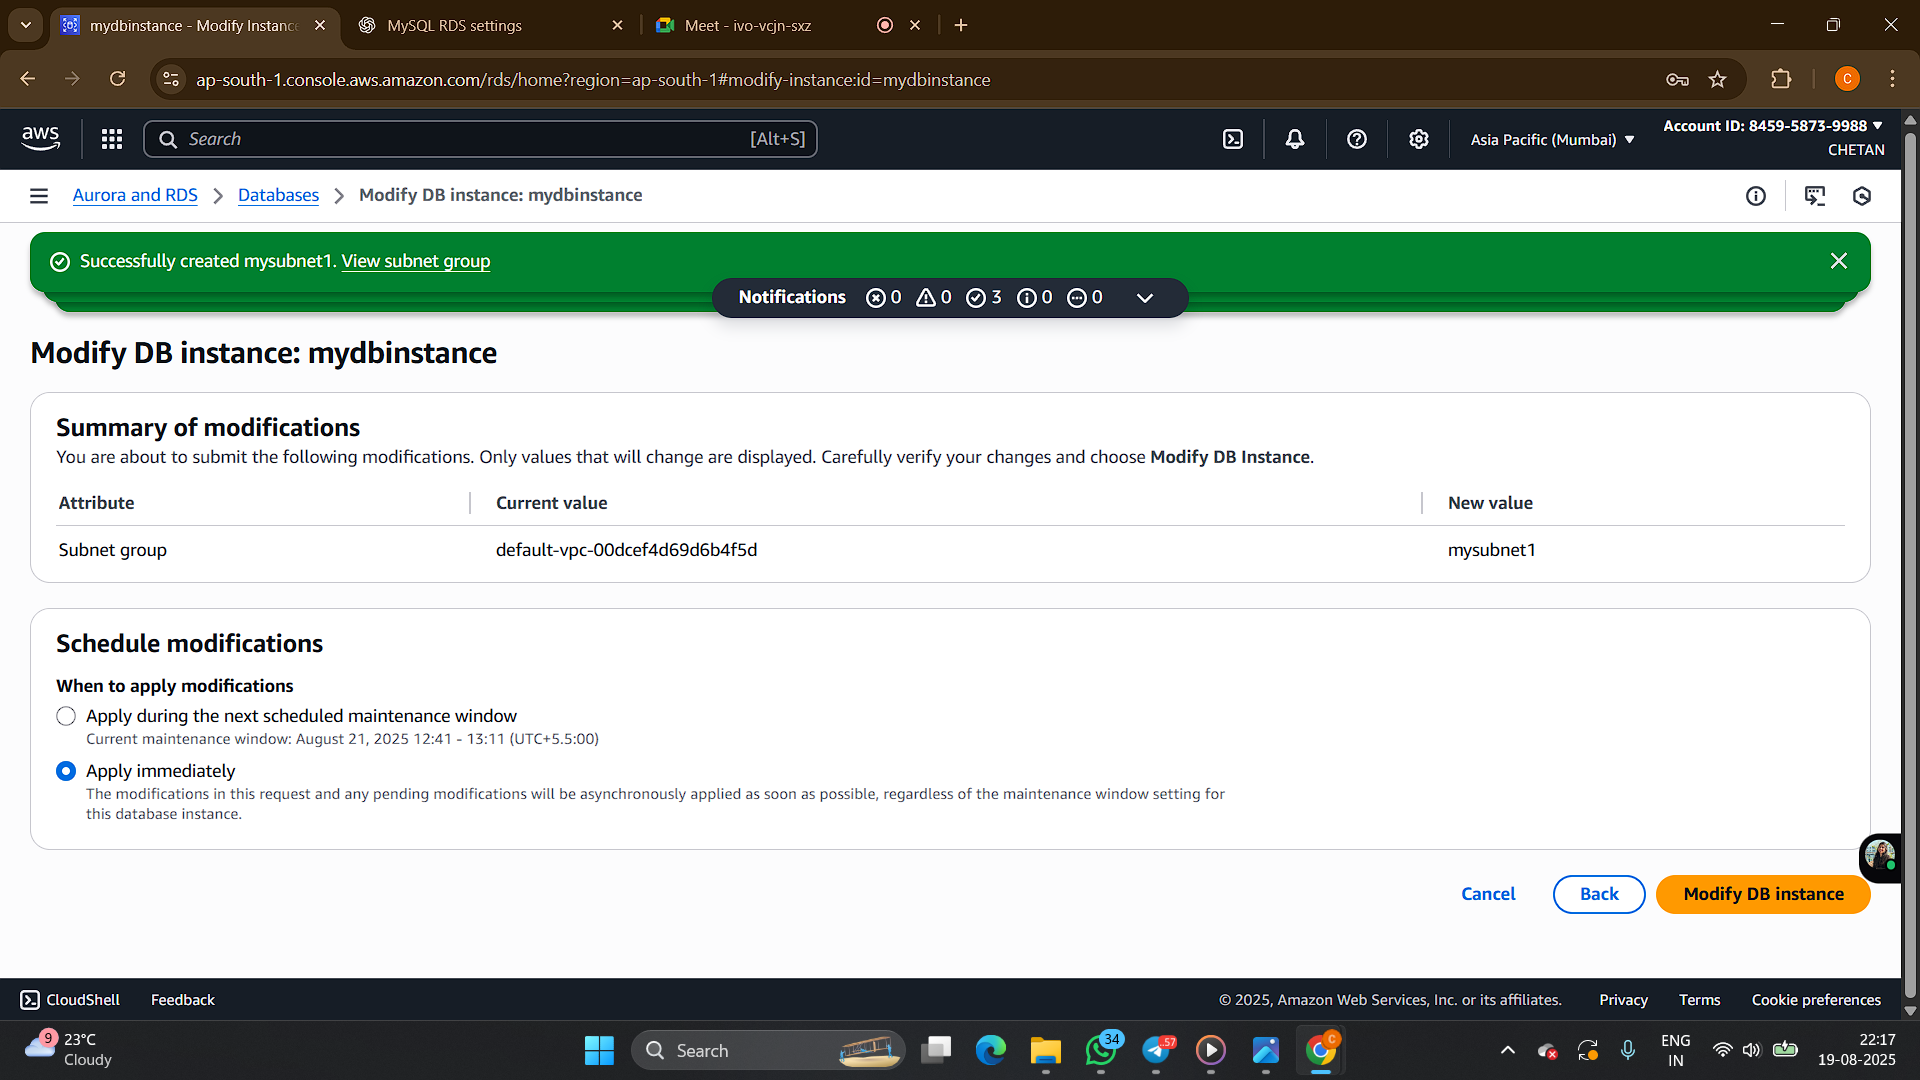 mydbinstance - Modify Instance
MySQL RDS settings
Meet - ivo-vcjn-sxz
ap-south-1.console.aws.amazon.com/rds/home?region=ap-south-1#modify-instance:id=mydbinstance
C
aws
Search
[Alt+S]
Asia Pacific (Mumbai)
Account ID: 8459-5873-9988
CHETAN
Aurora and RDS
Databases
Modify DB instance: mydbinstance
Successfully created mysubnet1. View subnet group
Notifications 0 0 3 0 0
Modify DB instance: mydbinstance
Summary of modifications
You are about to submit the following modifications. Only values that will change are displayed. Carefully verify your changes and choose Modify DB Instance.
Attribute Current value New value
Subnet group default-vpc-00dcef4d69d6b4f5d mysubnet1
Schedule modifications
When to apply modifications
Apply during the next scheduled maintenance window
Current maintenance window: August 21, 2025 12:41 - 13:11 (UTC+5.5:00)
Apply immediately
The modifications in this request and any pending modifications will be asynchronously applied as soon as possible, regardless of the maintenance window setting for
this database instance.
Cancel
Back
Modify DB instance
CloudShell
Feedback
© 2025, Amazon Web Services, Inc. or its affiliates.
Privacy
Terms
Cookie preferences
9
23°C
Cloudy
Search
34
57
C
ENG
IN
22:17
19-08-2025